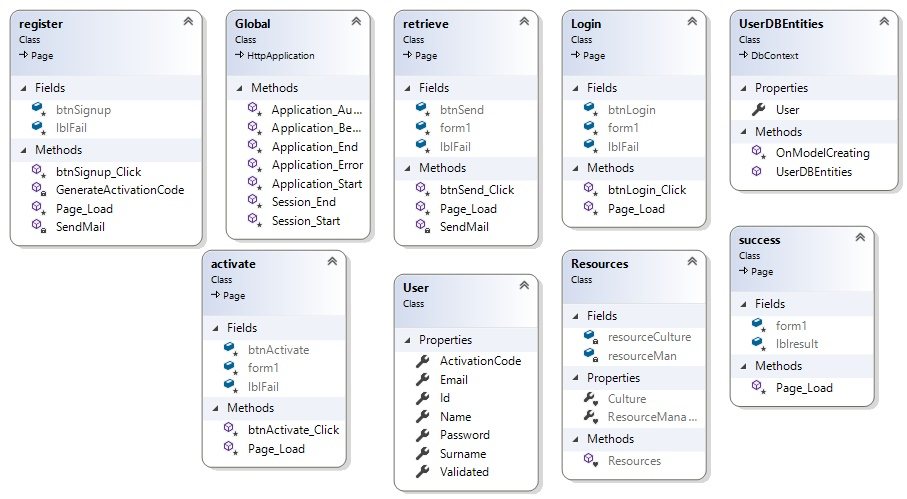 register
Class
Page
Fields
btnSignup
lblFail
Methods
btnSignup_Click
GenerateActivationCode
Page_Load
SendMail
Global
Class
HttpApplication
Methods
Application_Au...
Application_Be...
Application_End
Application_Error
Application_Start
Session_End
Session_Start
retrieve
Class
Page
Fields
btnSend
form1
lblFail
Methods
btnSend_Click
Page_Load
SendMail
Login
Class
Page
Fields
btnLogin
form1
lblFail
Methods
btnLogin_Click
Page_Load
UserDBEntities
Class
DbContext
Properties
User
Methods
OnModelCreating
UserDBEntities
activate
Class
Page
Fields
btnActivate
form1
lblFail
Methods
btnActivate_Click
Page_Load
User
Class
Properties
ActivationCode
Email
Id
Name
Password
Surname
Validated
Resources
Class
Fields
resourceCulture
resourceMan
Properties
Culture
ResourceMana...
Methods
Resources
success
Class
Page
Fields
form1
lblresult
Methods
Page_Load